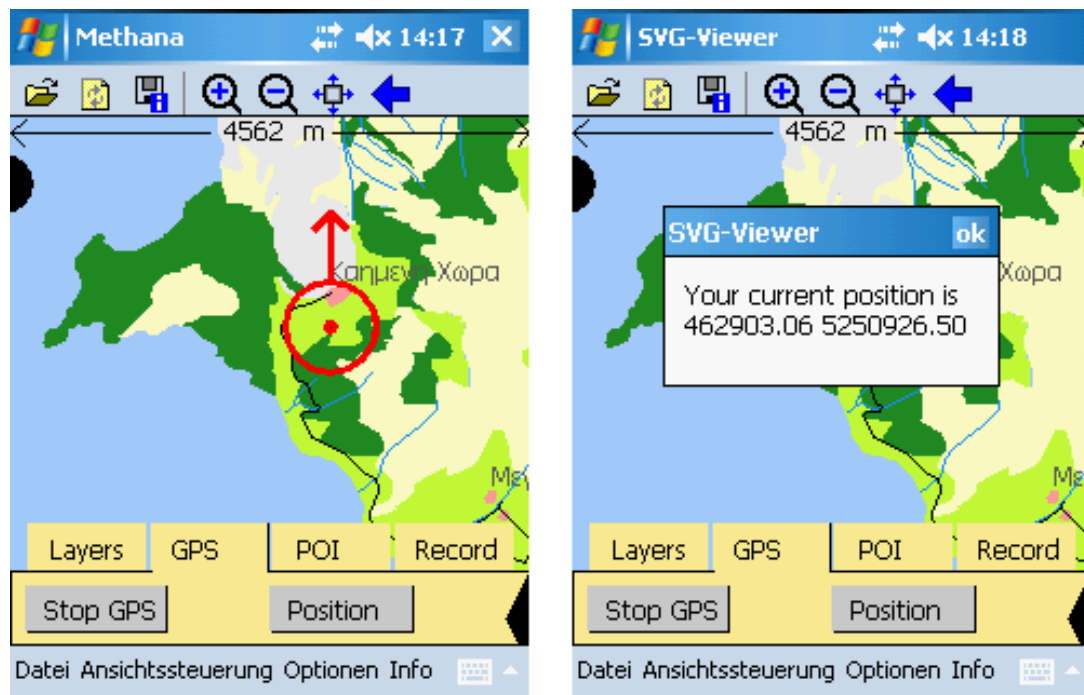 Methana 14:17
4562 m
Καημενη Χωρα
Layers GPS POI Record
Stop GPS Position
Datei Ansichtssteuerung Optionen Info
SVG-Viewer 14:18
4562 m
SVG-Viewer ok
Your current position is
462903.06 5250926.50
Χωρα
Layers GPS POI Record
Stop GPS Position
Datei Ansichtssteuerung Optionen Info